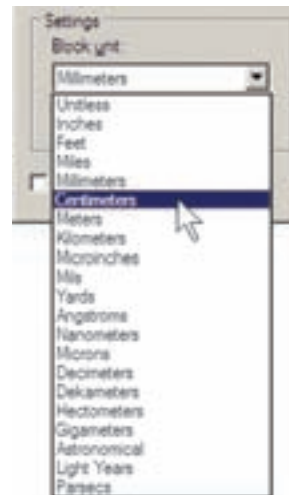 Settings
Block unit:
Millimeters
Unitless
Inches
Feet
Miles
Millimeters
Centimeters
Meters
Kilometers
Microinches
Mils
Yards
Angstroms
Nanometers
Microns
Decimeters
Dekameters
Hectometers
Gigameters
Astronomical
Light Years
Parsecs